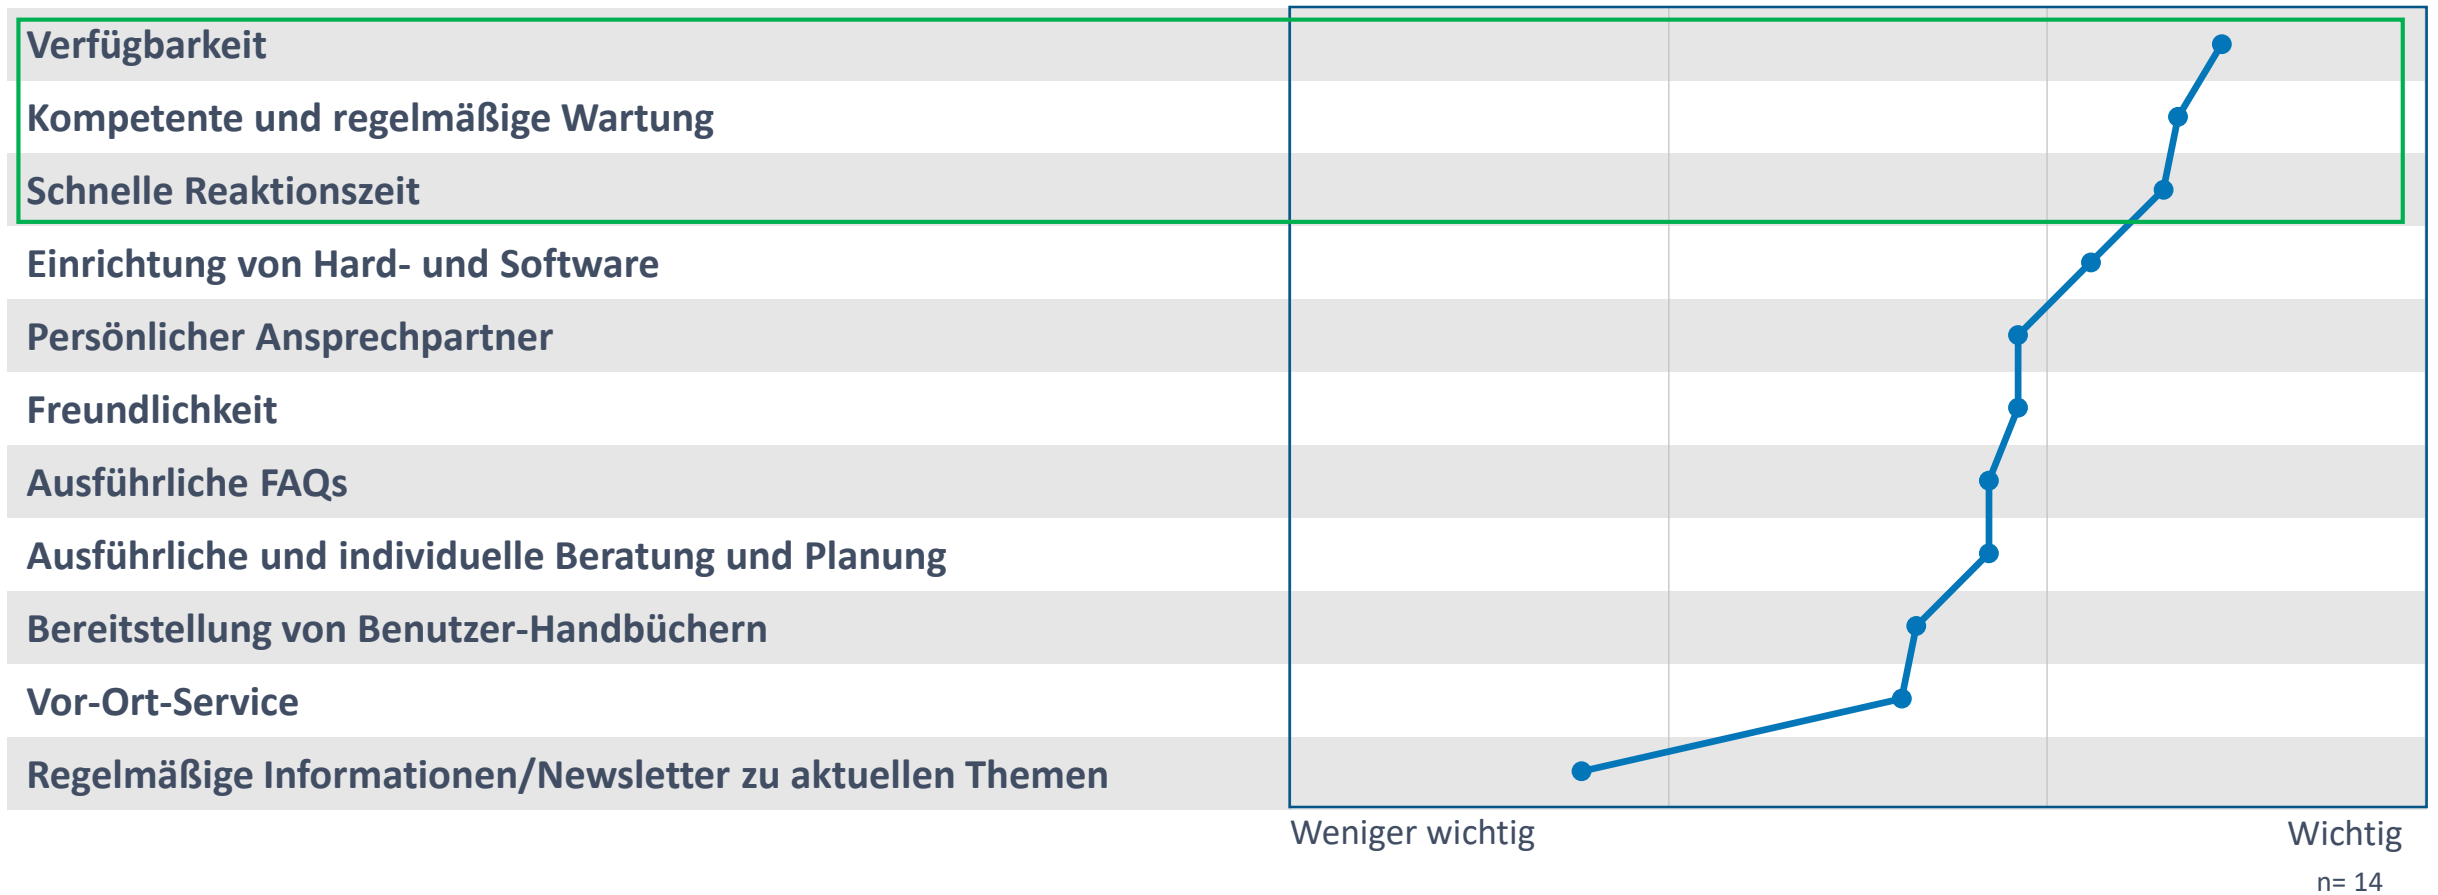 Verfügbarkeit
Kompetente und regelmäßige Wartung
Schnelle Reaktionszeit
Einrichtung von Hard- und Software
Persönlicher Ansprechpartner
Freundlichkeit
Ausführliche FAQs
Ausführliche und individuelle Beratung und Planung
Bereitstellung von Benutzer-Handbüchern
Vor-Ort-Service
Regelmäßige Informationen/Newsletter zu aktuellen Themen
Weniger wichtig
Wichtig
n= 14